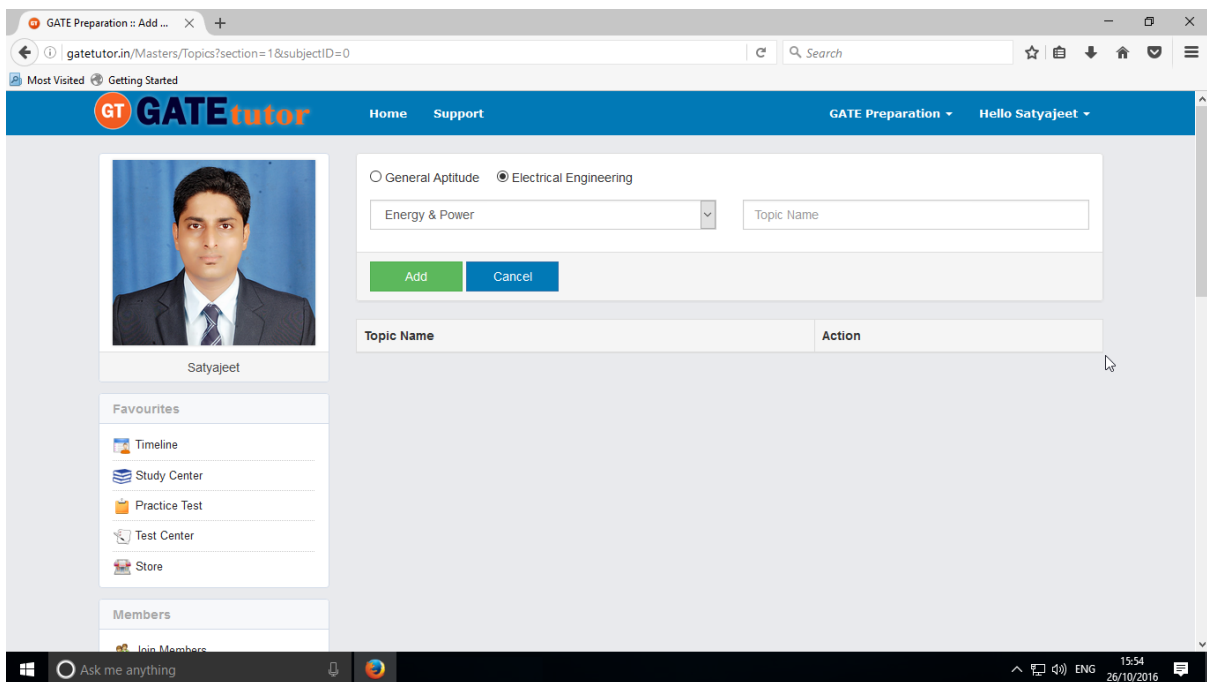 GATE Preparation :: Add ...
gatetutor.in/Masters/Topics?section=1&subjectID=0
Search
Most Visited Getting Started
GT GATEtutor Home Support GATE Preparation Hello Satyajeet
General Aptitude Electrical Engineering
Energy & Power Topic Name
Add Cancel
Topic Name Action
Satyajeet
Favourites
Timeline
Study Center
Practice Test
Test Center
Store
Members
Join Members
Ask me anything ENG 15:54
26/10/2016